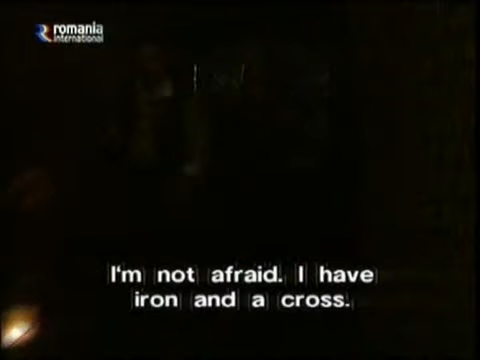 romania
international
I'm not afraid. I have
iron and a cross.